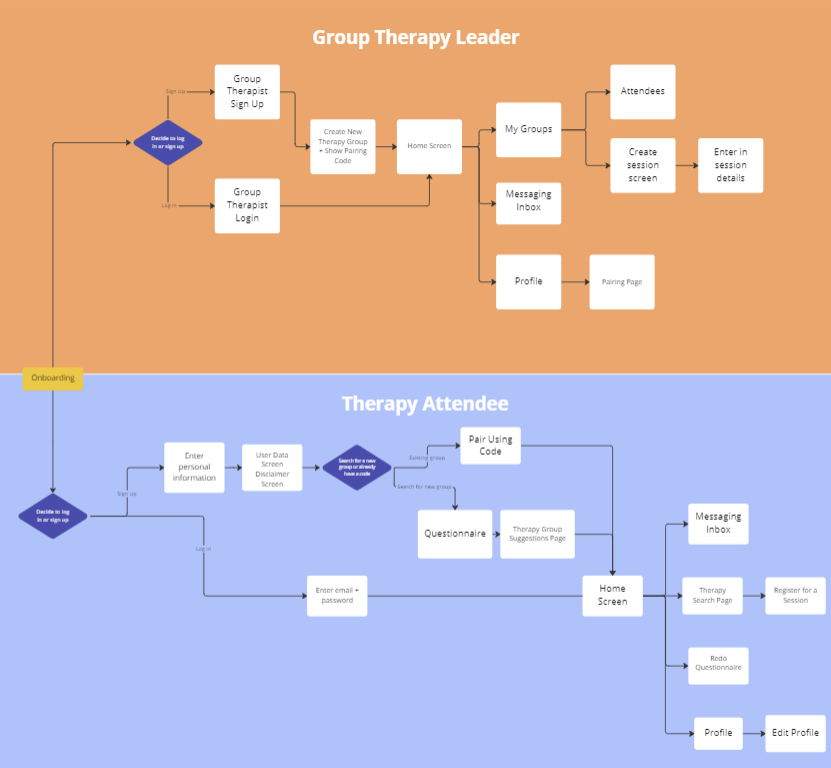 Group Therapy Leader
Sign up
Group
Therapist
Sign Up
Decide to log
in or sign up
Log in
Group
Therapist
Login
Create New
Therapy Group
+ Show Pairing
Code
Home Screen
My Groups
Attendees
Create
session
screen
Enter in
session
details
Messaging
Inbox
Profile
Pairing Page
Onboarding
Therapy Attendee
Decide to log
in or sign up
Sign up
Enter
personal
information
User Data
Screen
Disclaimer
Screen
Search for a new
group or already
have a code
Existing group
Pair Using
Code
Search for new group
Questionnaire
Therapy Group
Suggestions Page
Log in
Enter email +
password
Home
Screen
Messaging
Inbox
Therapy
Search Page
Register for a
Session
Redo
Questionnaire
Profile
Edit Profile